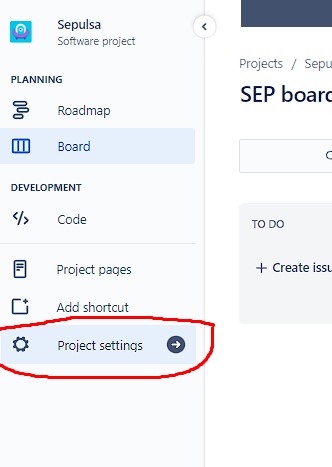 Sepulsa
Software project
PLANNING
Roadmap
Board
DEVELOPMENT
Code
Project pages
Add shortcut
Project settings
Projects / Sepu
SEP board
TO DO
+ Create issu